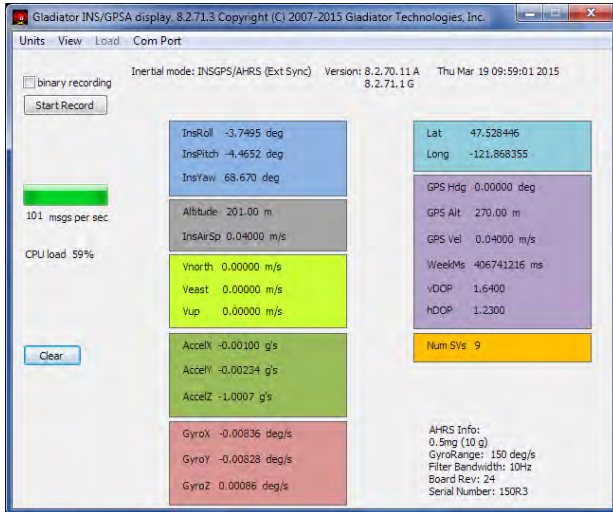 Gladiator INS/GPSA display, 8.2.71.3 Copyright (C) 2007-2015 Gladiator Technologies, Inc.
Units View Load Com Port
Inertial mode: INSGPS/AHRS (Ext Sync) Version: 8.2.70.11 A Thu Mar 19 09:59:01 2015
8.2.71.1 G
binary recording
Start Record
101 msgs per sec
CPU load 59%
Clear
InsRoll -3.7495 deg
InsPitch -4.4652 deg
InsYaw 68.670 deg
Altitude 201.00 m
InsAirSp 0.04000 m/s
Vnorth 0.00000 m/s
Veast 0.00000 m/s
Vup 0.00000 m/s
AccelX -0.00100 g's
AccelY -0.00234 g's
AccelZ -1.0007 g's
GyroX -0.00836 deg/s
GyroY -0.00828 deg/s
GyroZ 0.00086 deg/s
Lat 47.528446
Long -121.868355
GPS Hdg 0.00000 deg
GPS Alt 270.00 m
GPS Vel 0.04000 m/s
WeekMs 406741216 ms
vDOP 1.6400
hDOP 1.2300
Num SVs 9
AHRS Info:
0.5mg (10 g)
GyroRange: 150 deg/s
Filter Bandwidth: 10Hz
Board Rev: 24
Serial Number: 150R3